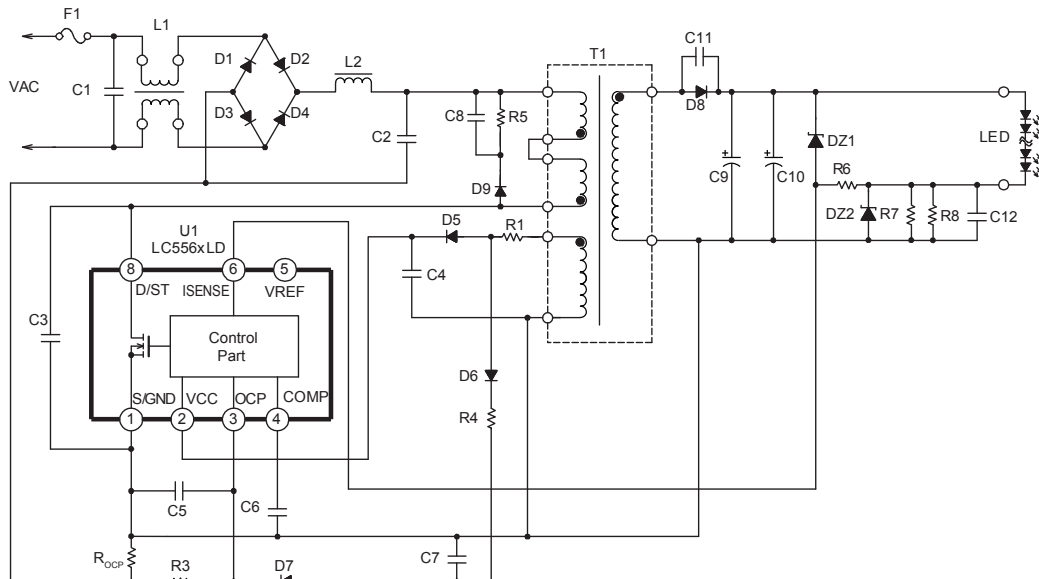 F1
L1
VAC
C1
D1
D2
D3
D4
L2
C2
C8
R5
D9
T1
C11
D8
C9
C10
DZ1
LED
R6
DZ2
R7
R8
C12
U1
LC556xLD
D5
R1
C4
8
6
5
D/ST
ISENSE
VREF
C3
Control
Part
S/GND
VCC
OCP
COMP
1
2
3
4
D6
R4
C5
C6
ROCP
R3
D7
C7